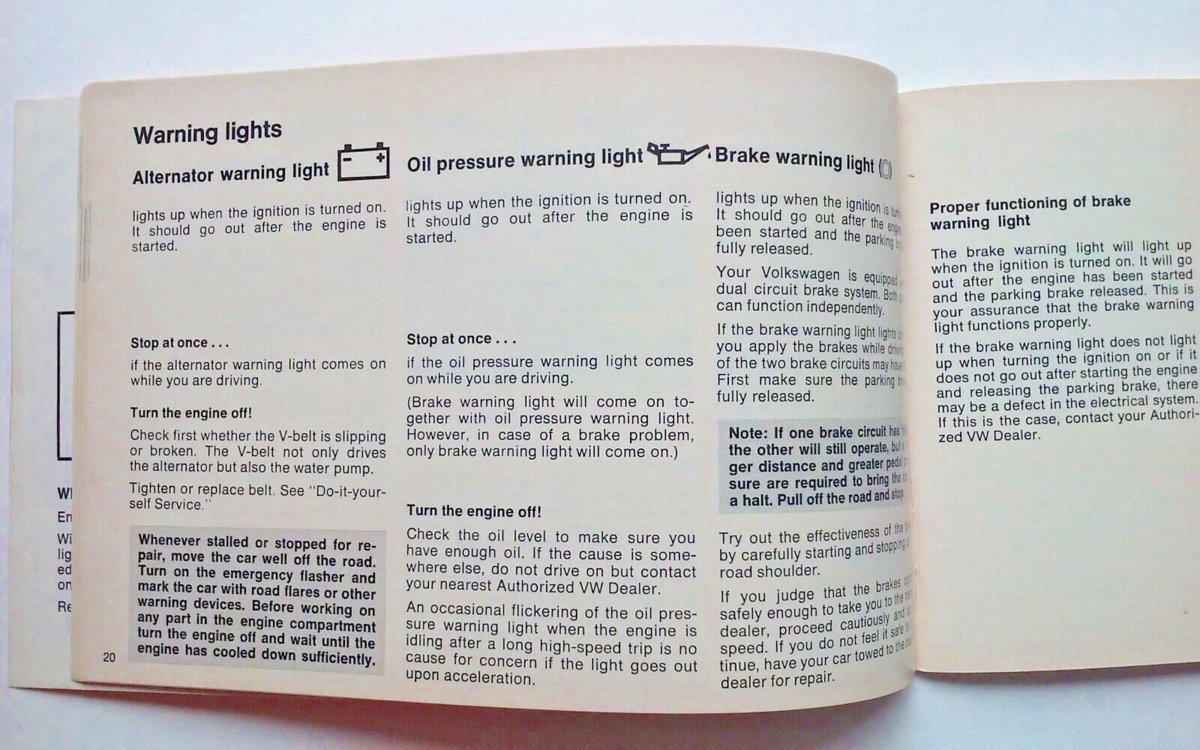 Warning lights
Alternator warning light
lights up when the ignition is turned on.
It should go out after the engine is
started.
Stop at once . . .
if the alternator warning light comes on
while you are driving.
Turn the engine off!
Check first whether the V-belt is slipping
or broken. The V-belt not only drives
the alternator but also the water pump.
Tighten or replace belt. See "Do-it-your-
self Service."
Whenever stalled or stopped for re-
pair, move the car well off the road.
Turn on the emergency flasher and
mark the car with road flares or other
warning devices. Before working on
any part in the engine compartment
turn the engine off and wait until the
engine has cooled down sufficiently.
20
Oil pressure warning light
lights up when the ignition is turned on.
It should go out after the engine is
started.
Stop at once . . .
if the oil pressure warning light comes
on while you are driving.
(Brake warning light will come on to-
gether with oil pressure warning light.
However, in case of a brake problem,
only brake warning light will come on.)
Turn the engine off!
Check the oil level to make sure you
have enough oil. If the cause is some-
where else, do not drive on but contact
your nearest Authorized VW Dealer.
An occasional flickering of the oil pres-
sure warning light when the engine is
idling after a long high-speed trip is no
cause for concern if the light goes out
upon acceleration.
Brake warning light
lights up when the ignition is
It should go out after the
been started and the parking
fully released.
Your Volkswagen is equipped
dual circuit brake system. Both
can function independently.
If the brake warning light lights
you apply the brakes while
of the two brake circuits may
First make sure the parking
fully released.
Note: If one brake circuit has
the other will still operate, but
ger distance and greater
sure are required to bring the
a halt. Pull off the road and stop
Try out the effectiveness of the
by carefully starting and stopping
road shoulder.
If you judge that the brakes
safely enough to take you to the
dealer, proceed cautiously and
speed. If you do not feel it safe
tinue, have your car towed to the
dealer for repair.
Proper functioning of brake
warning light
The brake warning light will light up
when the ignition is turned on. It will go
out after the engine has been started
and the parking brake released. This is
your assurance that the brake warning
light functions properly.
If the brake warning light does not light
up when turning the ignition on or if it
does not go out after starting the engine
and releasing the parking brake, there
may be a defect in the electrical system.
If this is the case, contact your Authori-
zed VW Dealer.